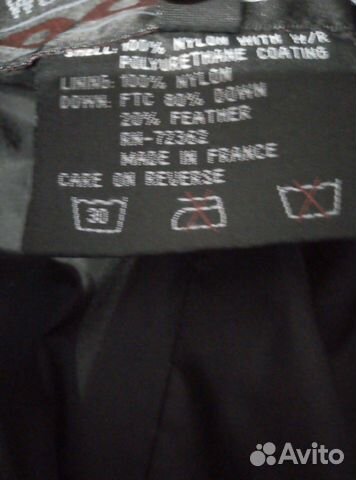 SHELL: 100% NYLON WITH W/R
POLYURETHANE COATING
LINING: 100% NYLON
DOWN: FTC 80% DOWN
20% FEATHER
RN-72362
MADE IN FRANCE
CARE ON REVERSE
30
Avito